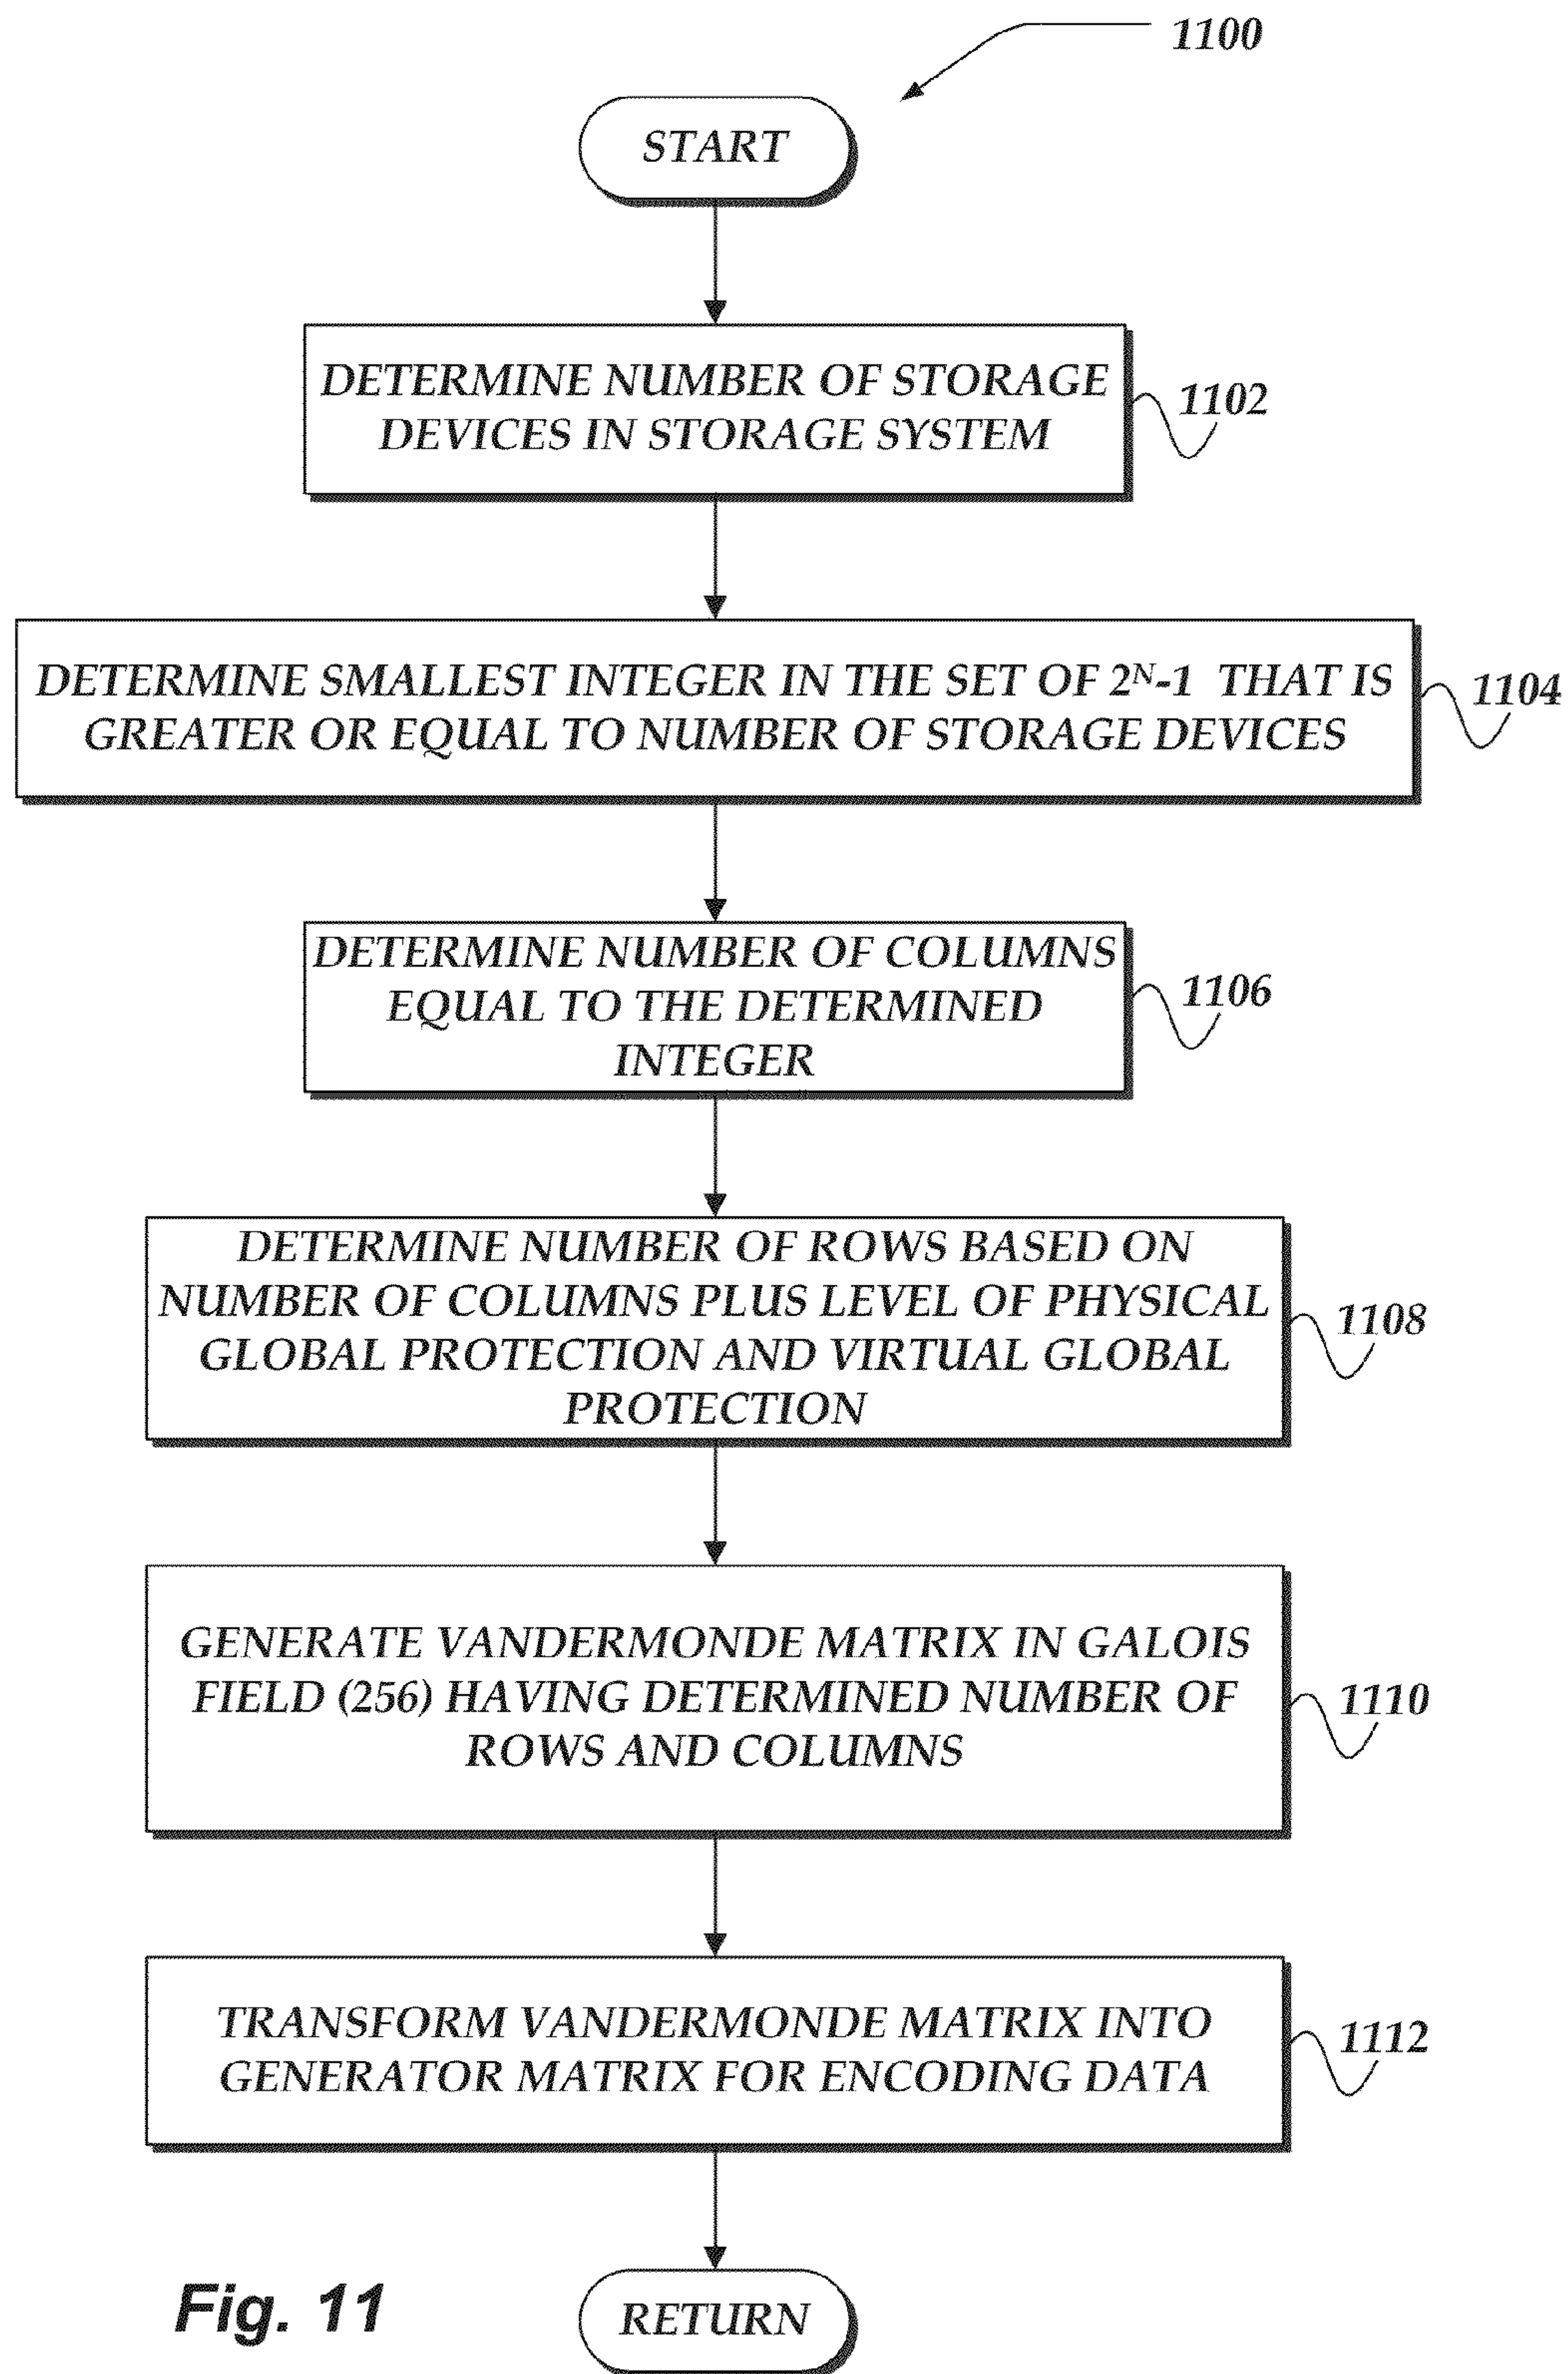 1100
START
DETERMINE NUMBER OF STORAGE
DEVICES IN STORAGE SYSTEM
1102
DETERMINE SMALLEST INTEGER IN THE SET OF 2ᴺ-1 THAT IS
GREATER OR EQUAL TO NUMBER OF STORAGE DEVICES
1104
DETERMINE NUMBER OF COLUMNS
EQUAL TO THE DETERMINED
INTEGER
1106
DETERMINE NUMBER OF ROWS BASED ON
NUMBER OF COLUMNS PLUS LEVEL OF PHYSICAL
GLOBAL PROTECTION AND VIRTUAL GLOBAL
PROTECTION
1108
GENERATE VANDERMONDE MATRIX IN GALOIS
FIELD (256) HAVING DETERMINED NUMBER OF
ROWS AND COLUMNS
1110
TRANSFORM VANDERMONDE MATRIX INTO
GENERATOR MATRIX FOR ENCODING DATA
1112
RETURN
Fig. 11